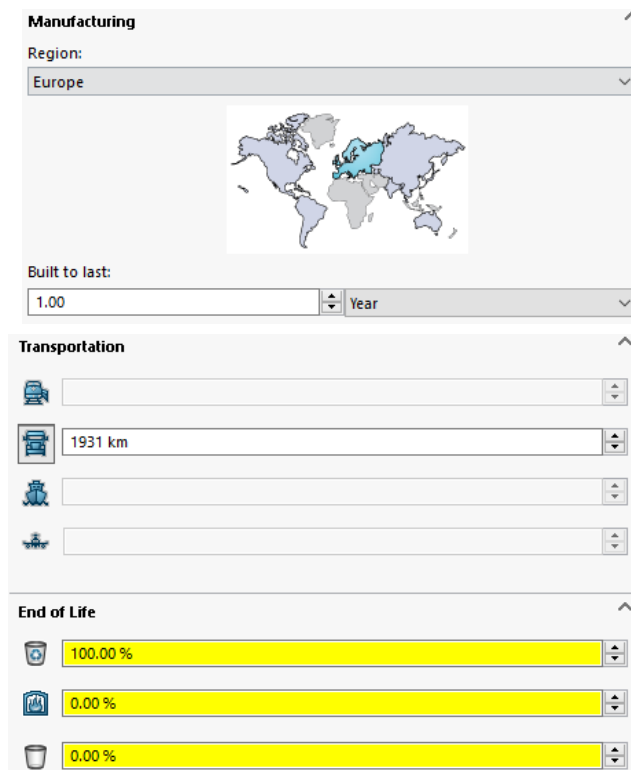 Manufacturing
Region:
Europe
Built to last:
1.00 Year
Transportation
1931 km
End of Life
100.00 %
0.00 %
0.00 %